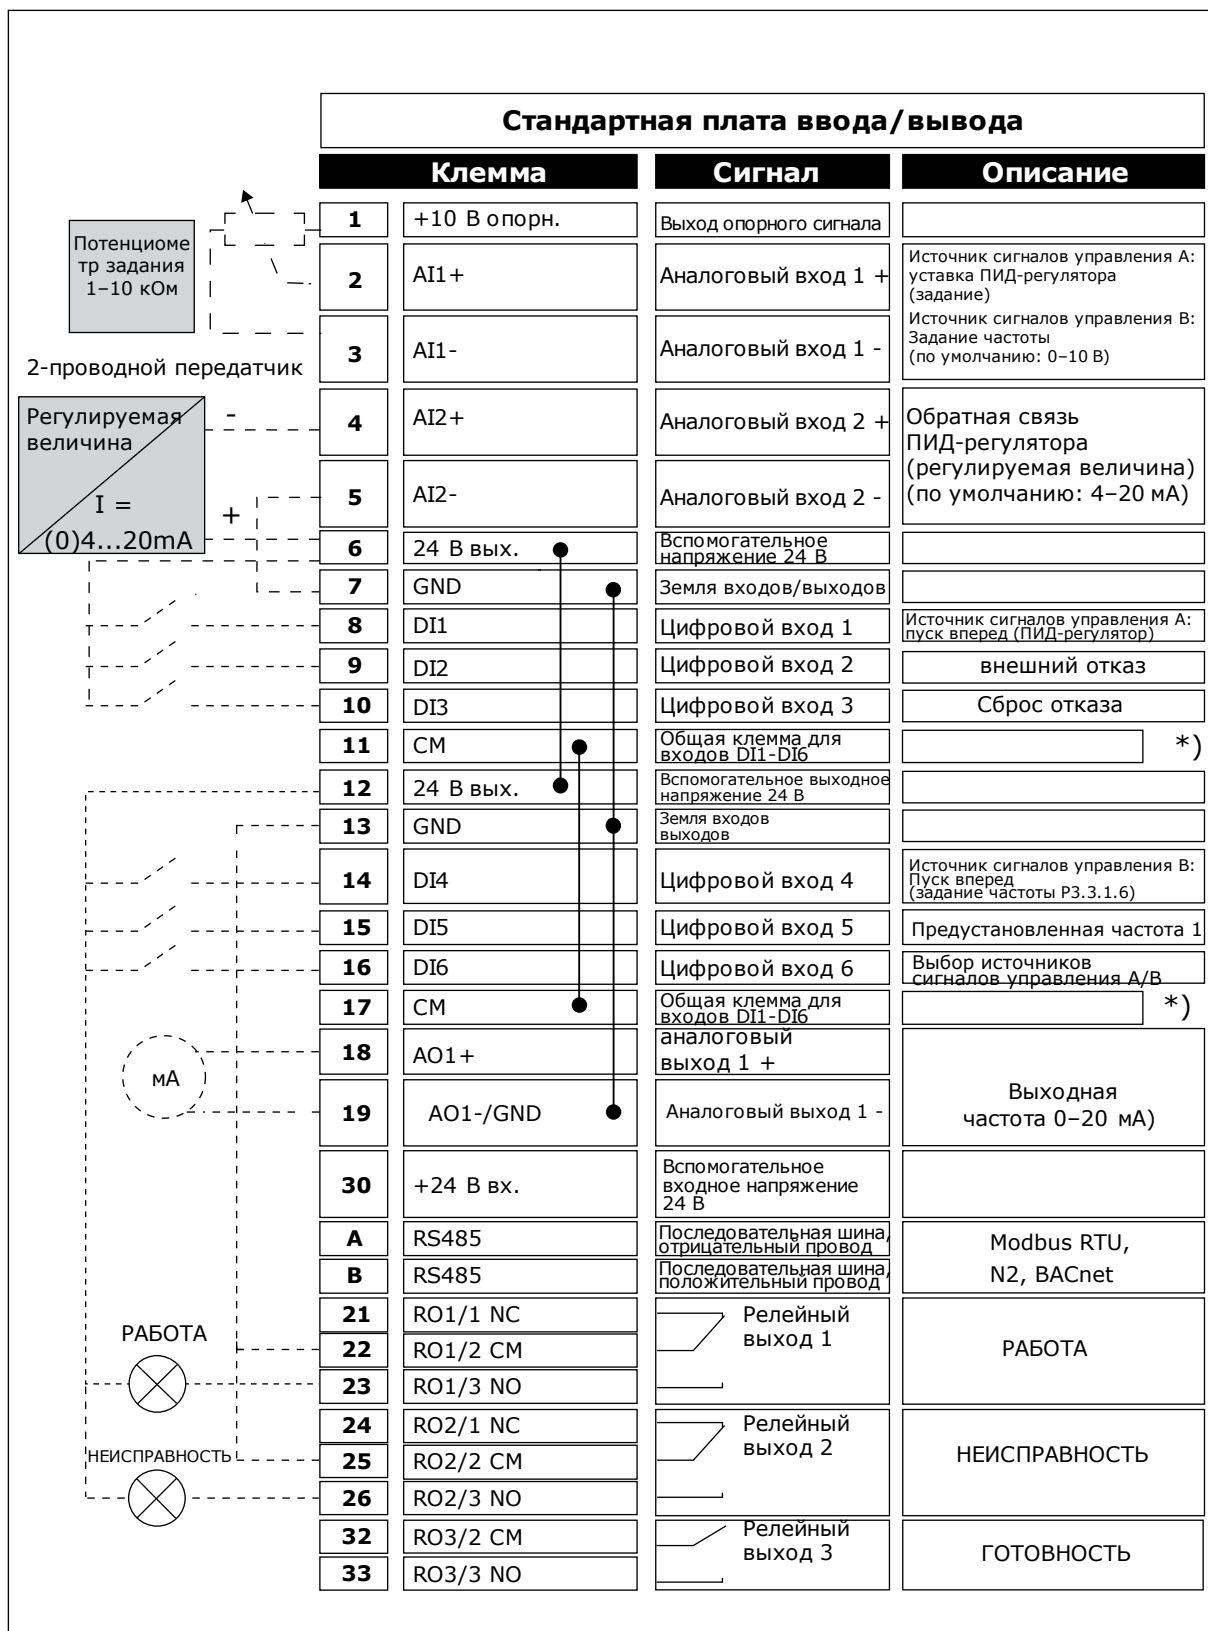 Стандартная плата ввода/вывода
Клемма Сигнал Описание
Потенциоме
тр задания
1–10 кОм
1 +10 В опорн. Выход опорного сигнала
2 AI1+ Аналоговый вход 1 +
Источник сигналов управления A:
уставка ПИД-регулятора
(задание)
Источник сигналов управления B:
Задание частоты
(по умолчанию: 0–10 В)
3 AI1- Аналоговый вход 1 -
2-проводной передатчик
Регулируемая
величина
I =
(0)4...20mA
-
+
4 AI2+ Аналоговый вход 2 +
Обратная связь
ПИД-регулятора
(регулируемая величина)
(по умолчанию: 4–20 мА)
5 AI2- Аналоговый вход 2 -
6 24 В вых. Вспомогательное
напряжение 24 В
7 GND Земля входов/выходов
8 DI1 Цифровой вход 1 Источник сигналов управления A:
пуск вперед (ПИД-регулятор)
9 DI2 Цифровой вход 2 внешний отказ
10 DI3 Цифровой вход 3 Сброс отказа
11 CM Общая клемма для
входов DI1-DI6
*)
12 24 В вых. Вспомогательное выходное
напряжение 24 В
13 GND Земля входов
выходов
14 DI4 Цифровой вход 4 Источник сигналов управления B:
Пуск вперед
(задание частоты P3.3.1.6)
15 DI5 Цифровой вход 5 Предустановленная частота 1
16 DI6 Цифровой вход 6 Выбор источников
сигналов управления A/B
17 CM Общая клемма для
входов DI1-DI6
*)
мА
18 AO1+ аналоговый
выход 1 +
19 AO1-/GND Аналоговый выход 1 -
Выходная
частота 0–20 мА)
30 +24 В вх. Вспомогательное
входное напряжение
24 В
A RS485 Последовательная шина,
отрицательный провод
B RS485 Последовательная шина,
положительный провод
Modbus RTU,
N2, BACnet
21 RO1/1 NC Релейный
выход 1
РАБОТА
22 RO1/2 CM РАБОТА
23 RO1/3 NO
24 RO2/1 NC Релейный
выход 2
НЕИСПРАВНОСТЬ
25 RO2/2 CM НЕИСПРАВНОСТЬ
26 RO2/3 NO
32 RO3/2 CM Релейный
выход 3
ГОТОВНОСТЬ
33 RO3/3 NO